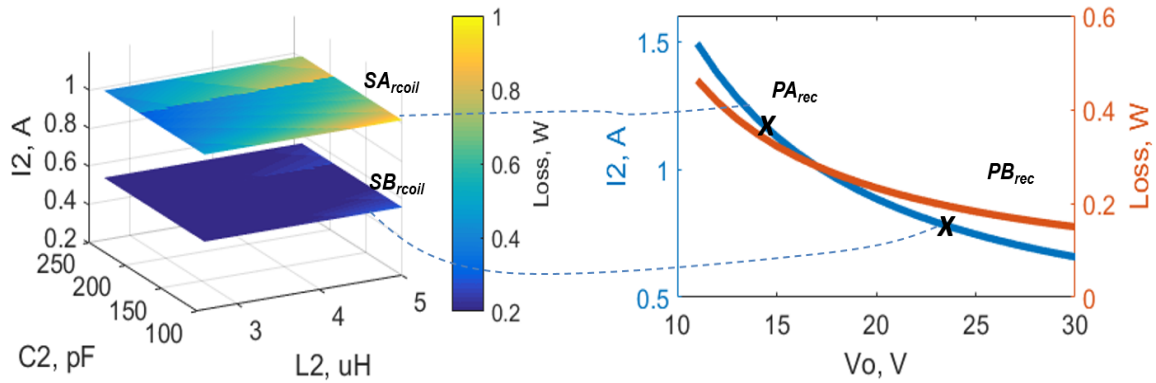 1
0.8
0.6
0.4
0.2
I2, A
250
200
150
100
C2, pF
3
4
5
L2, uH
SArcoil
SBrcoil
1
0.8
0.6
0.4
0.2
Loss, W
1.5
1
0.5
I2, A
PArec
PBrec
X
X
10
15
20
25
30
Vo, V
0.6
0.4
0.2
0
Loss, W